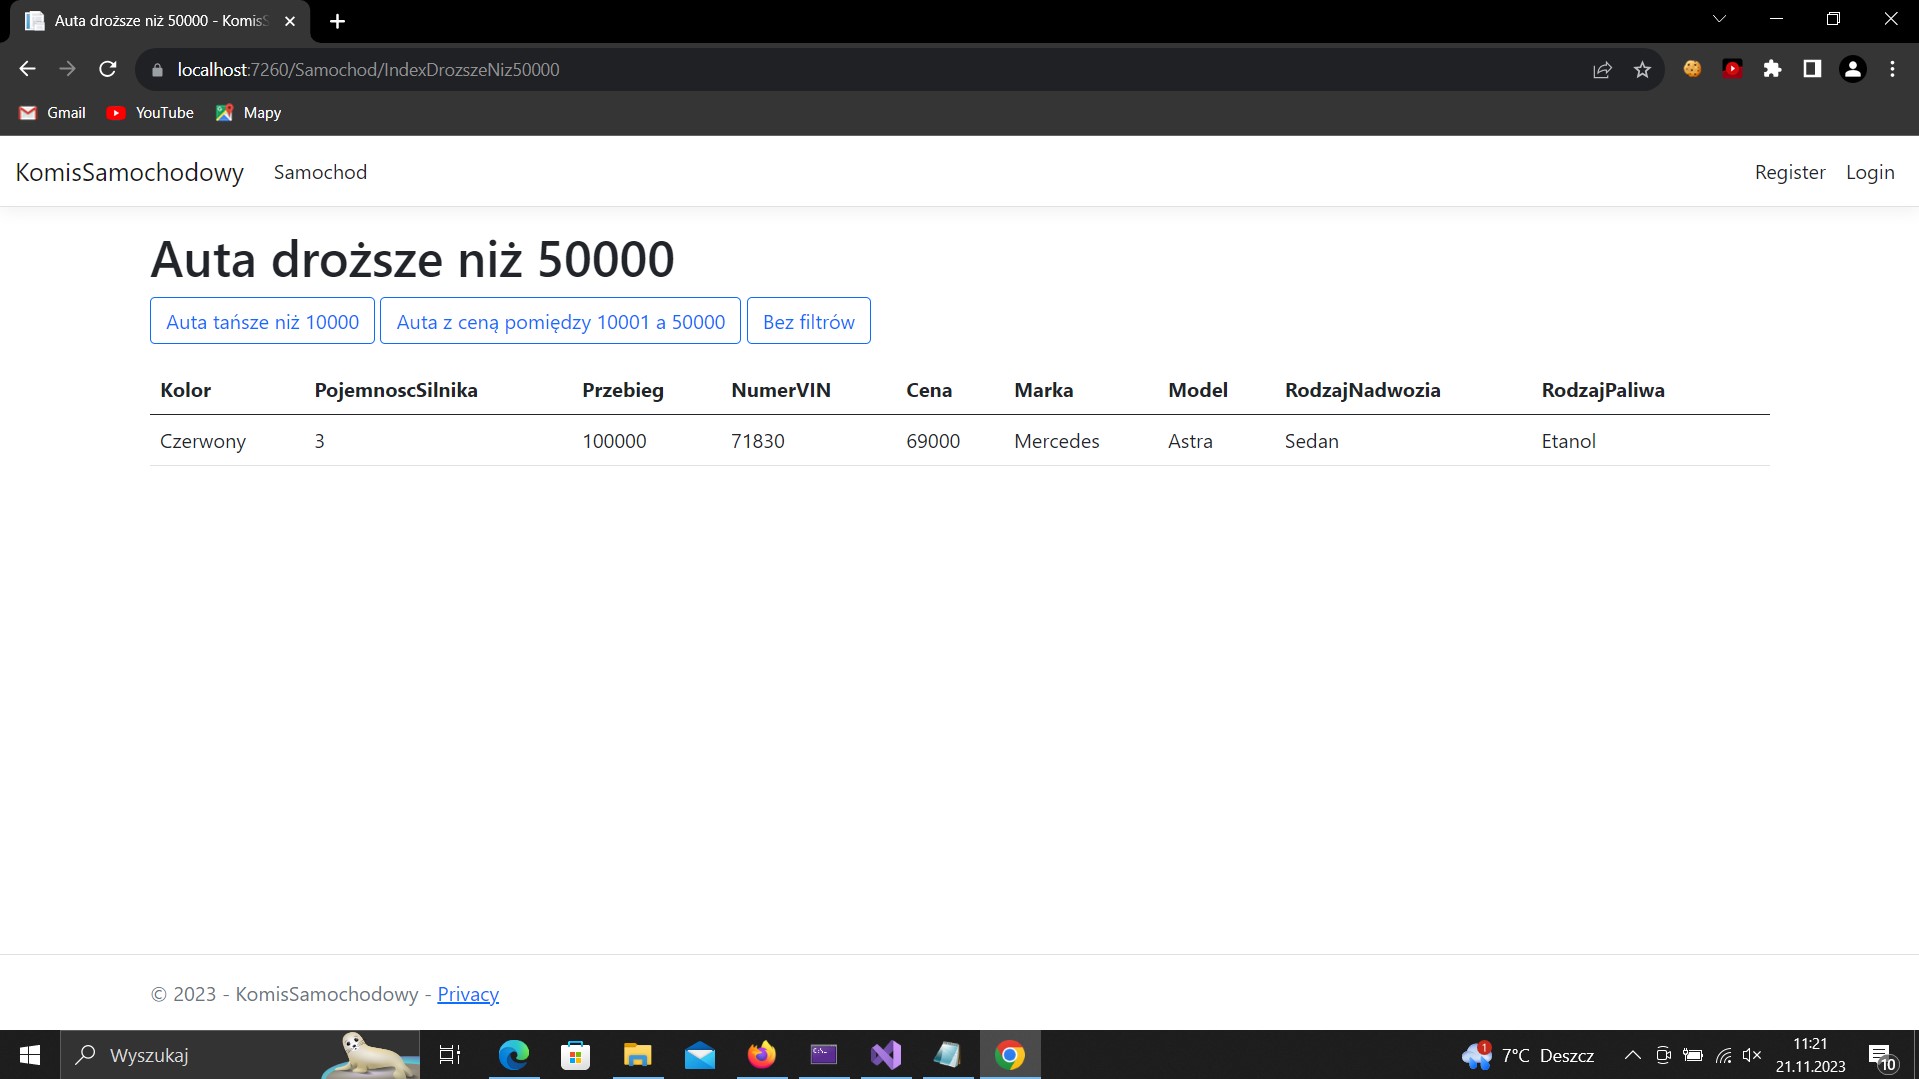 Auta droższe niż 50000 - KomisS
localhost:7260/Samochod/IndexDrozszeNiz50000
Gmail YouTube Mapy
KomisSamochodowy Samochod Register Login
Auta droższe niż 50000
Auta tańsze niż 10000 Auta z ceną pomiędzy 10001 a 50000 Bez filtrów
Kolor PojemnoscSilnika Przebieg NumerVIN Cena Marka Model RodzajNadwozia RodzajPaliwa
Czerwony 3 100000 71830 69000 Mercedes Astra Sedan Etanol
© 2023 - KomisSamochodowy - Privacy
Wyszukaj 1 7°C Deszcz 11:21
21.11.2023 10